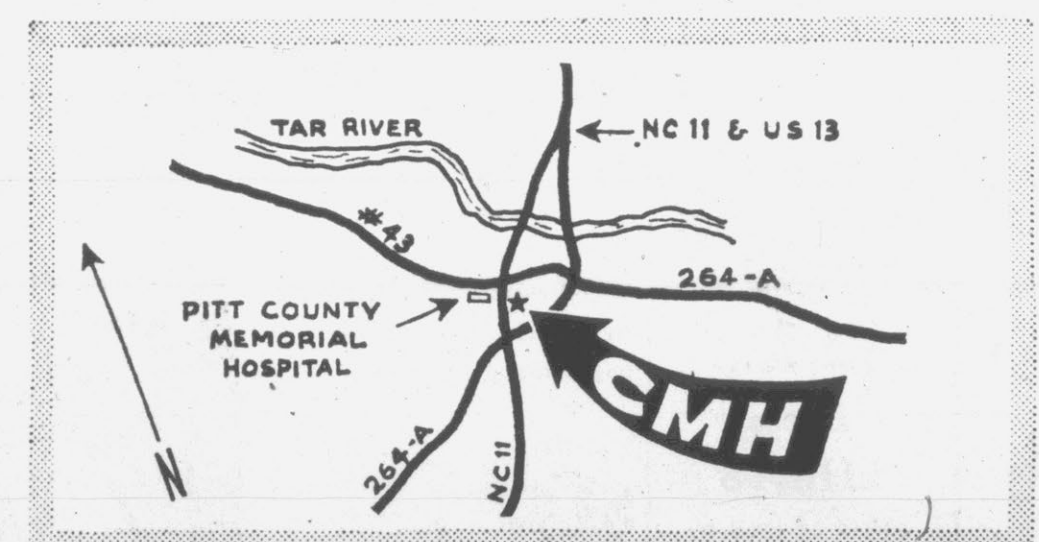 TAR RIVER
NC 11 & US 13
43
264-A
PITT COUNTY
MEMORIAL
HOSPITAL
CMH
264-A
NC 11
N